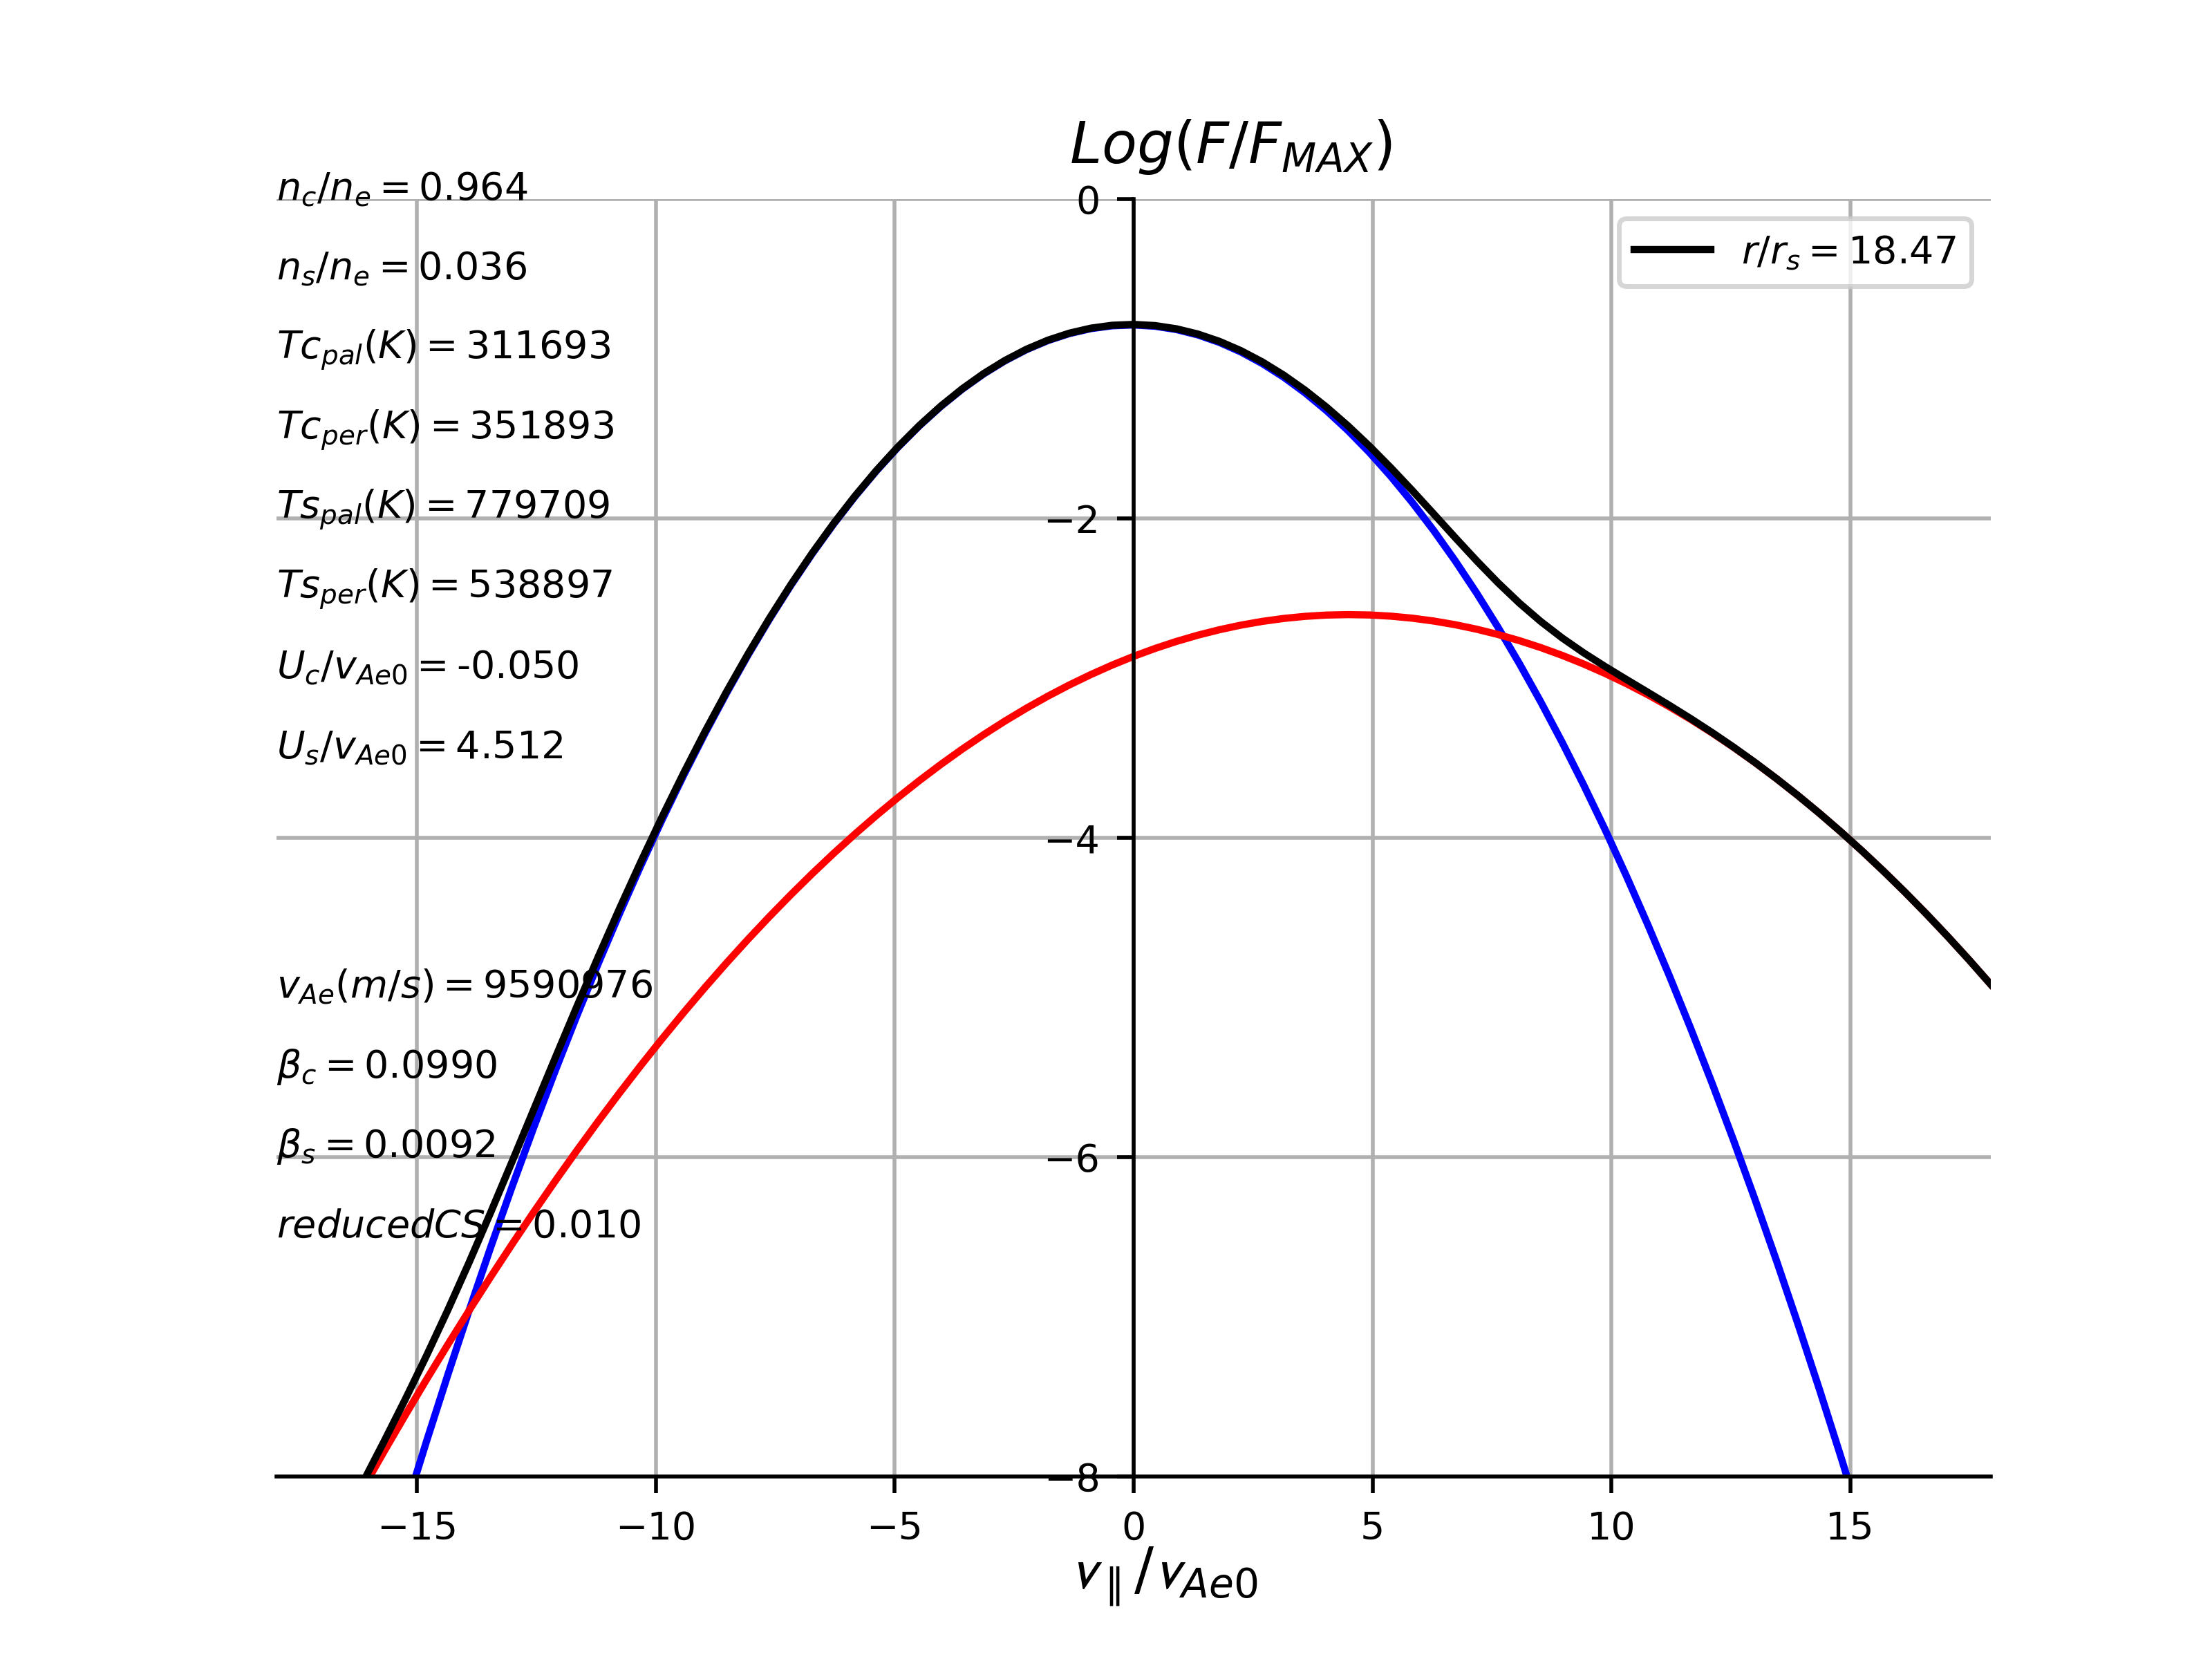 Log(F/F_MAX)
n_c/n_e = 0.964
n_s/n_e = 0.036
Tc_pal(K) = 311693
Tc_per(K) = 351893
Ts_pal(K) = 779709
Ts_per(K) = 538897
U_c/v_Ae0 = -0.050
U_s/v_Ae0 = 4.512
v_Ae(m/s) = 9590976
β_c = 0.0990
β_s = 0.0092
reducedCS = 0.010
r/r_s = 18.47
0
−2
−4
−6
−8
−15 −10 −5 0 5 10 15
v_∥/v_Ae0